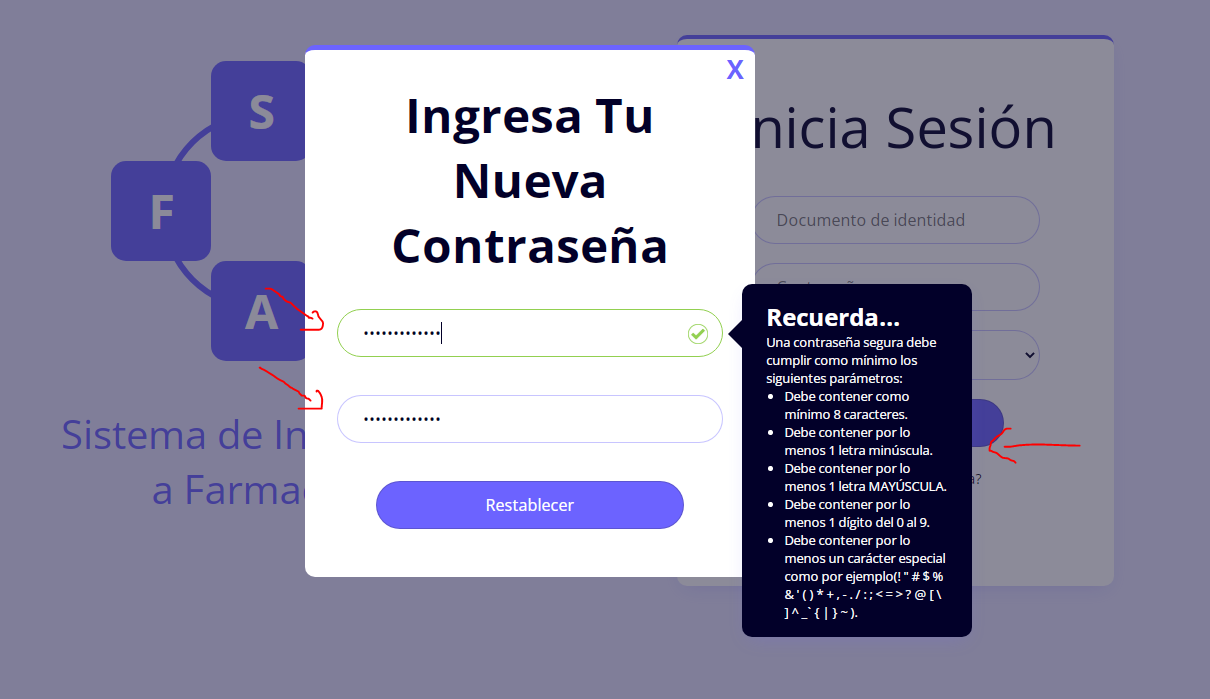 S
F
A
Sistema de In
a Farmac
X
Ingresa Tu
Nueva
Contraseña
•••••••••••••
•••••••••••••
Restablecer
nicia Sesión
Documento de identidad
Recuerda...
Una contraseña segura debe
cumplir como mínimo los
siguientes parámetros:
• Debe contener como
mínimo 8 caracteres.
• Debe contener por lo
menos 1 letra minúscula.
• Debe contener por lo
menos 1 letra MAYÚSCULA.
• Debe contener por lo
menos 1 dígito del 0 al 9.
• Debe contener por lo
menos un carácter especial
como por ejemplo(! " # $ %
& ' ( ) * + , - . / : ; < = > ? @ [ \
] ^ _ ` { | } ~ ).
a?